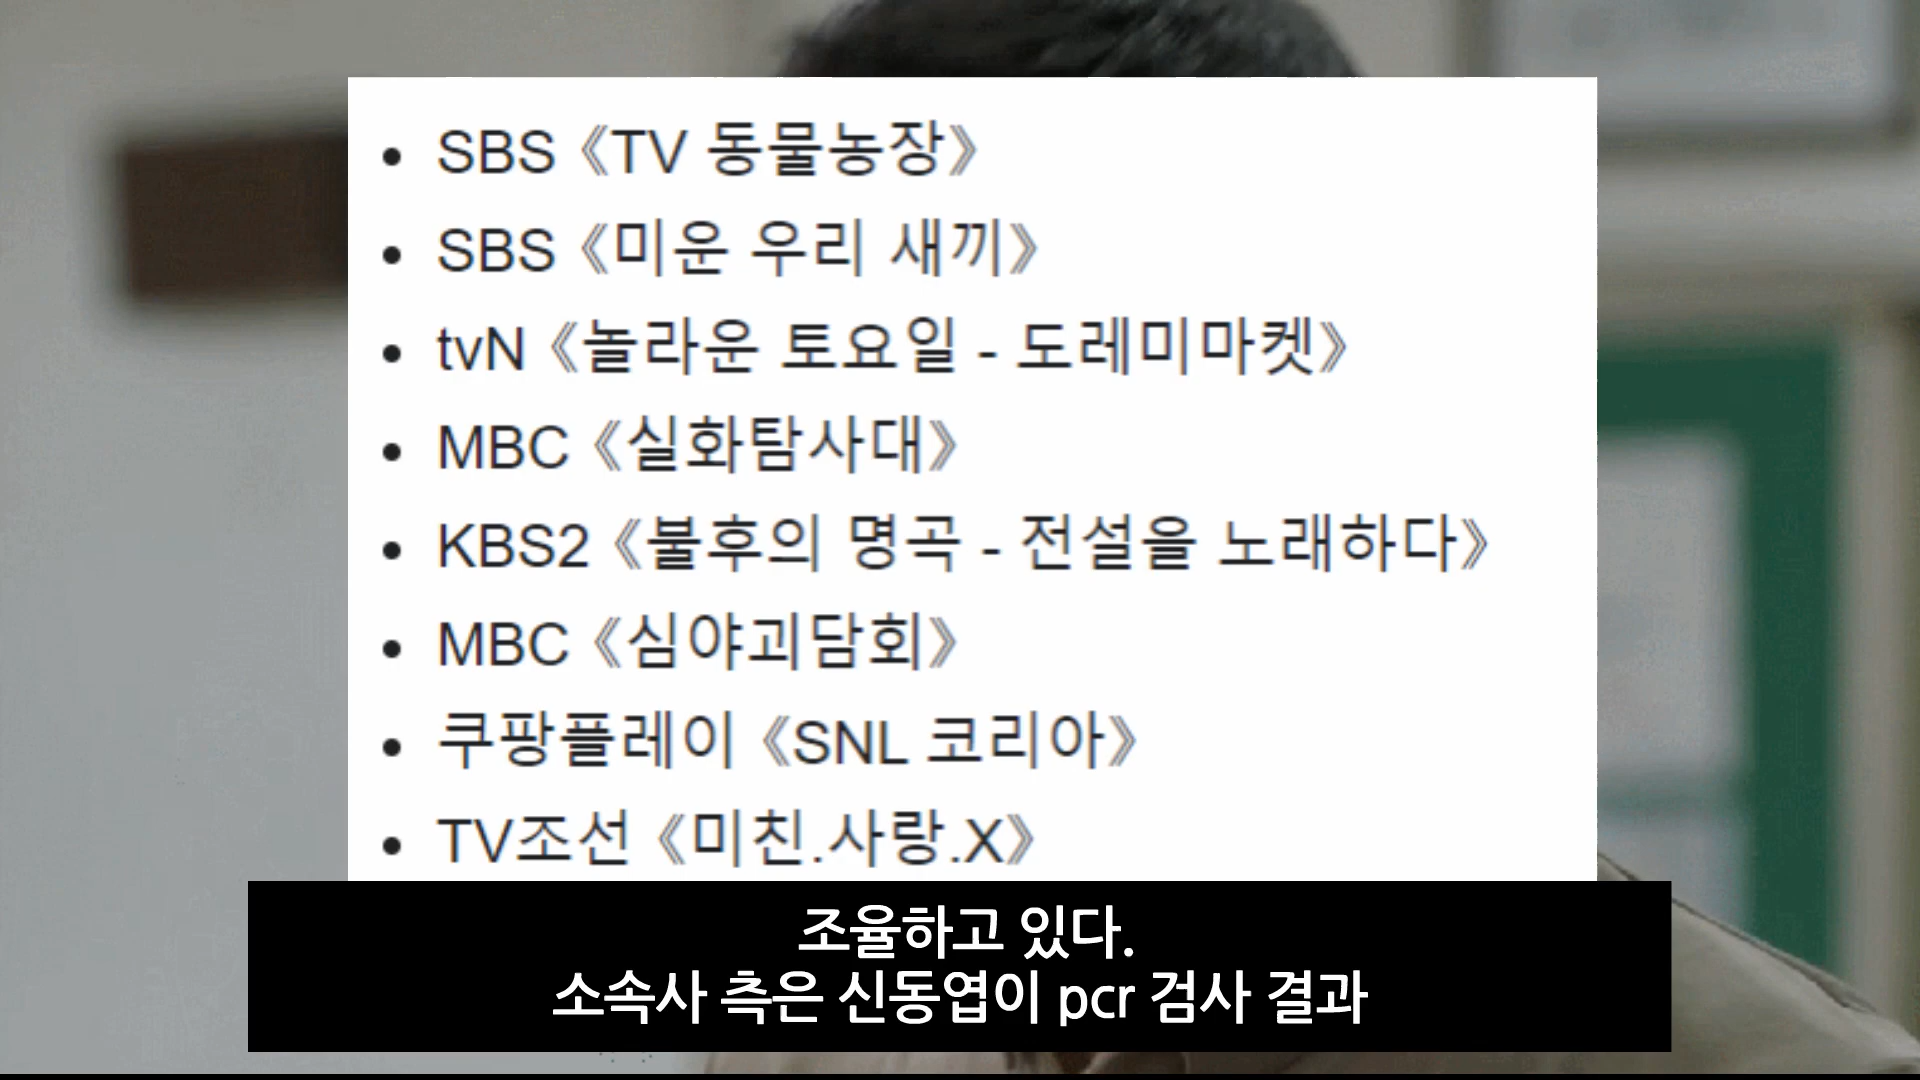 • SBS《TV 동물농장》
• SBS《미운 우리 새끼》
• tvN《놀라운 토요일 - 도레미마켓》
• MBC《실화탐사대》
• KBS2《불후의 명곡 - 전설을 노래하다》
• MBC《심야괴담회》
• 쿠팡플레이《SNL 코리아》
• TV조선《미친.사랑.X》
조율하고 있다.
소속사 측은 신동엽이 pcr 검사 결과